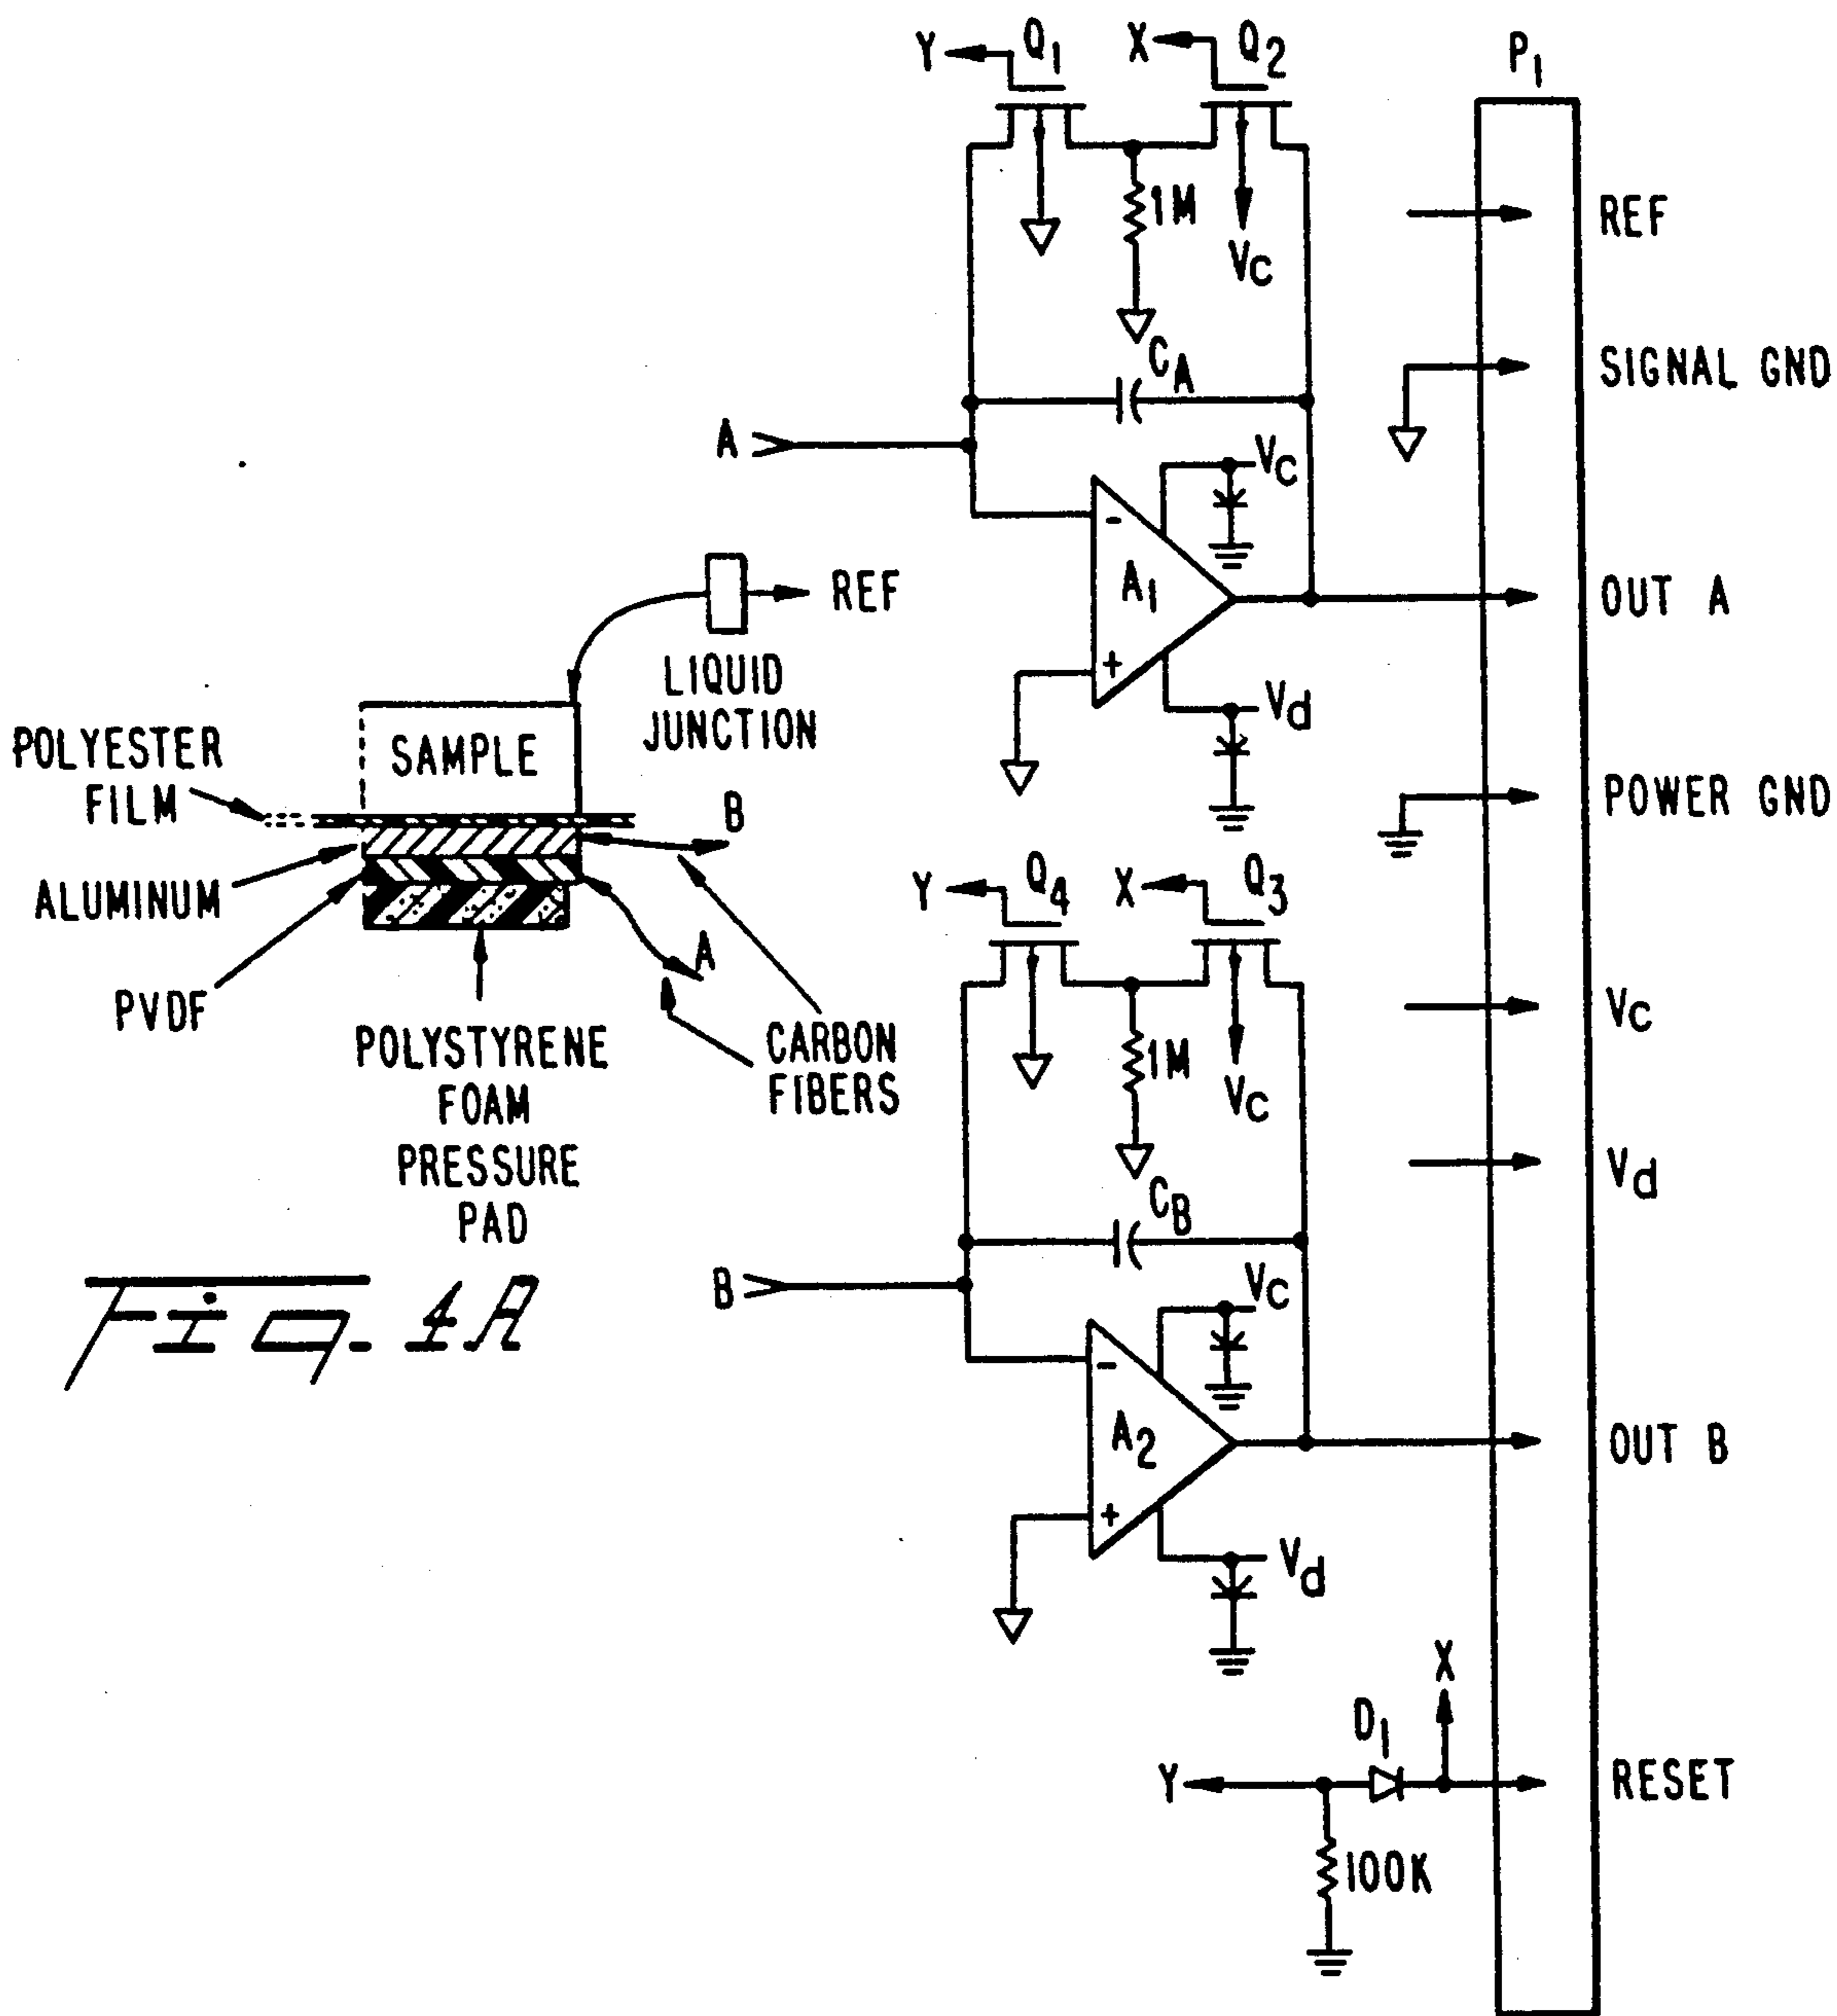 Y
Q1
X
Q2
P1
1M
VC
REF
SIGNAL GND
CA
A
VC
-
A1
+
Vd
OUT A
REF
LIQUID
JUNCTION
POLYESTER
FILM
SAMPLE
B
ALUMINUM
PVDF
A
POLYSTYRENE
FOAM
PRESSURE
PAD
CARBON
FIBERS
POWER GND
Y
Q4
X
Q3
1M
VC
VC
Vd
CB
B
VC
-
A2
+
Vd
OUT B
Fig. 4A
X
D1
Y
RESET
100K